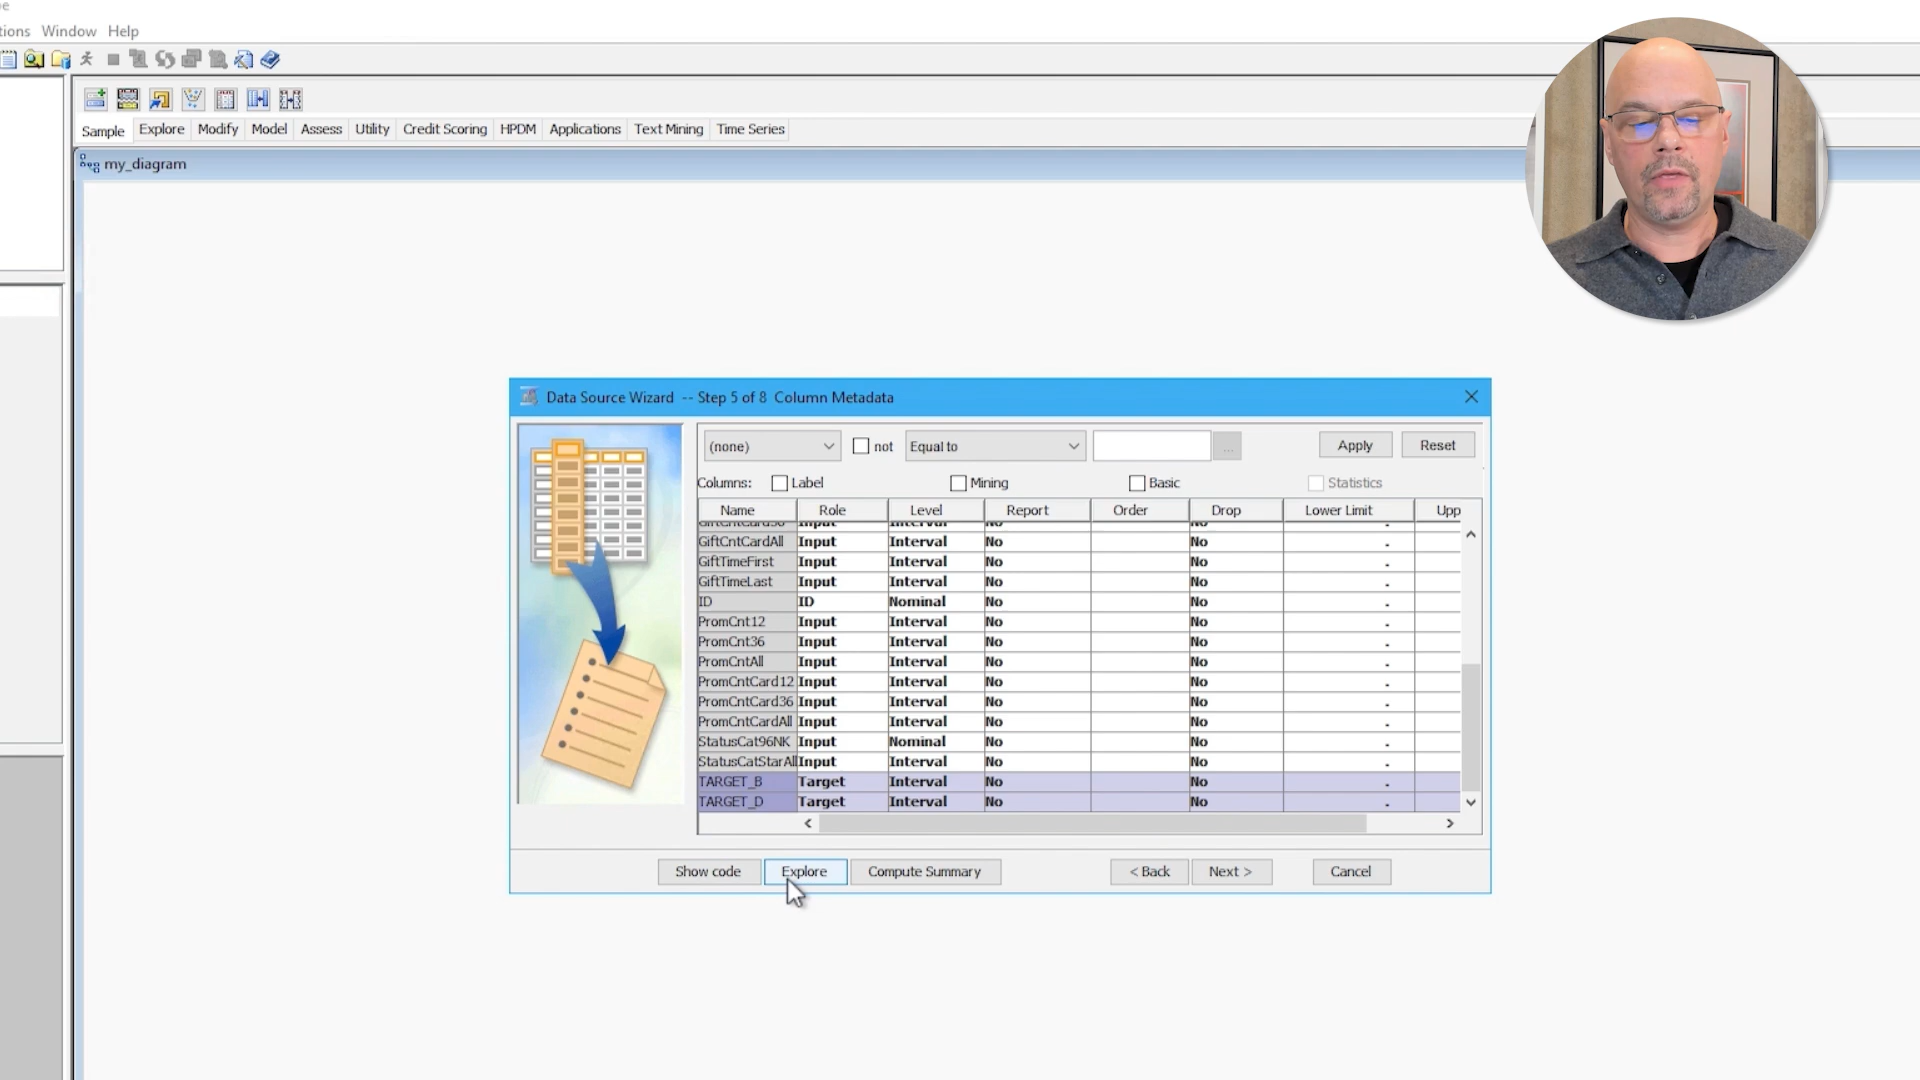 tions Window Help
Sample Explore Modify Model Assess Utility Credit Scoring HPDM Applications Text Mining Time Series
my_diagram
Data Source Wizard -- Step 5 of 8 Column Metadata
(none) not Equal to ... Apply Reset
Columns: Label Mining Basic Statistics
Name Role Level Report Order Drop Lower Limit Upp
GiftCntCard36 Input Interval No No .
GiftCntCardAll Input Interval No No .
GiftTimeFirst Input Interval No No .
GiftTimeLast Input Interval No No .
ID ID Nominal No No .
PromCnt12 Input Interval No No .
PromCnt36 Input Interval No No .
PromCntAll Input Interval No No .
PromCntCard12 Input Interval No No .
PromCntCard36 Input Interval No No .
PromCntCardAll Input Interval No No .
StatusCat96NK Input Nominal No No .
StatusCatStarAll Input Interval No No .
TARGET_B Target Interval No No .
TARGET_D Target Interval No No .
Show code Explore Compute Summary < Back Next > Cancel